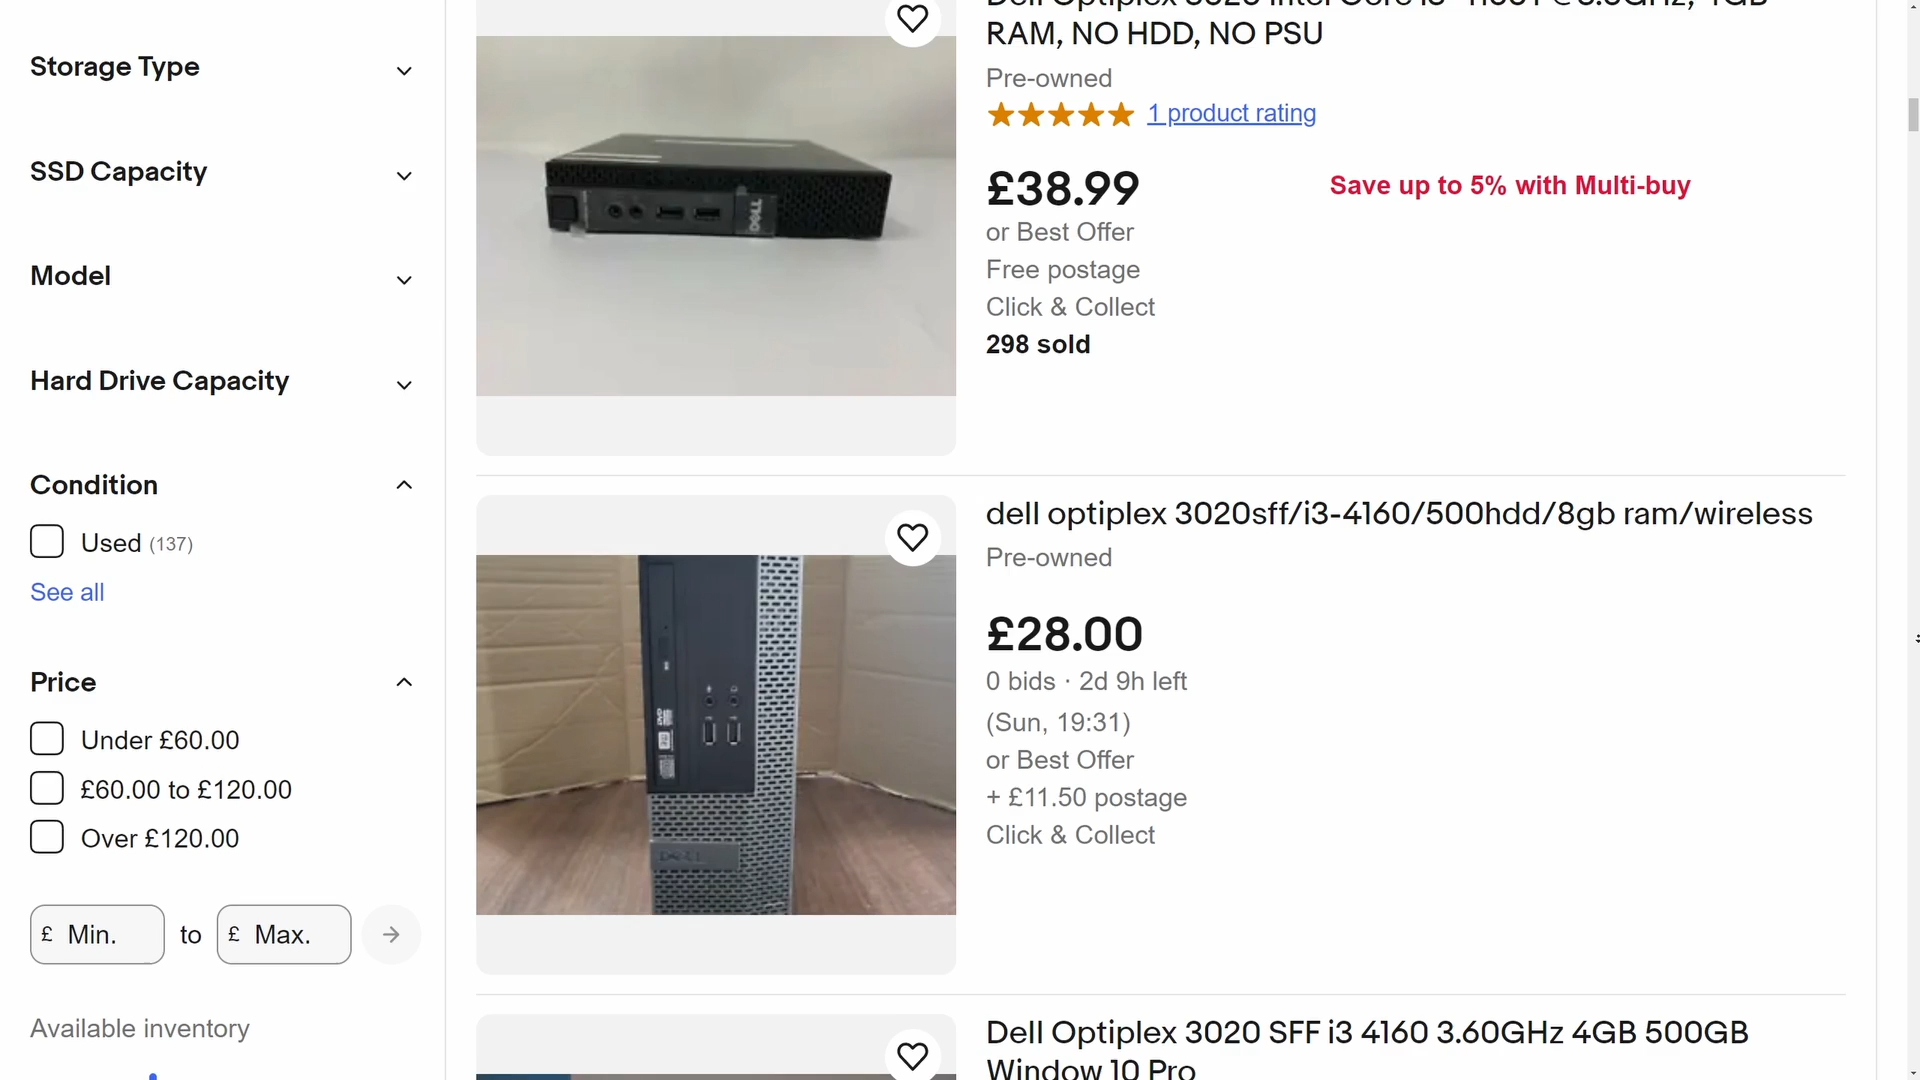 Storage Type
SSD Capacity
Model
Hard Drive Capacity
Condition
Used (137)
See all
Price
Under £60.00
£60.00 to £120.00
Over £120.00
£ Min. to £ Max.
Available inventory
RAM, NO HDD, NO PSU
Pre-owned
1 product rating
£38.99
Save up to 5% with Multi-buy
or Best Offer
Free postage
Click & Collect
298 sold
DELL
dell optiplex 3020sff/i3-4160/500hdd/8gb ram/wireless
Pre-owned
£28.00
0 bids · 2d 9h left
(Sun, 19:31)
or Best Offer
+ £11.50 postage
Click & Collect
DELL
Dell Optiplex 3020 SFF i3 4160 3.60GHz 4GB 500GB
Window 10 Pro